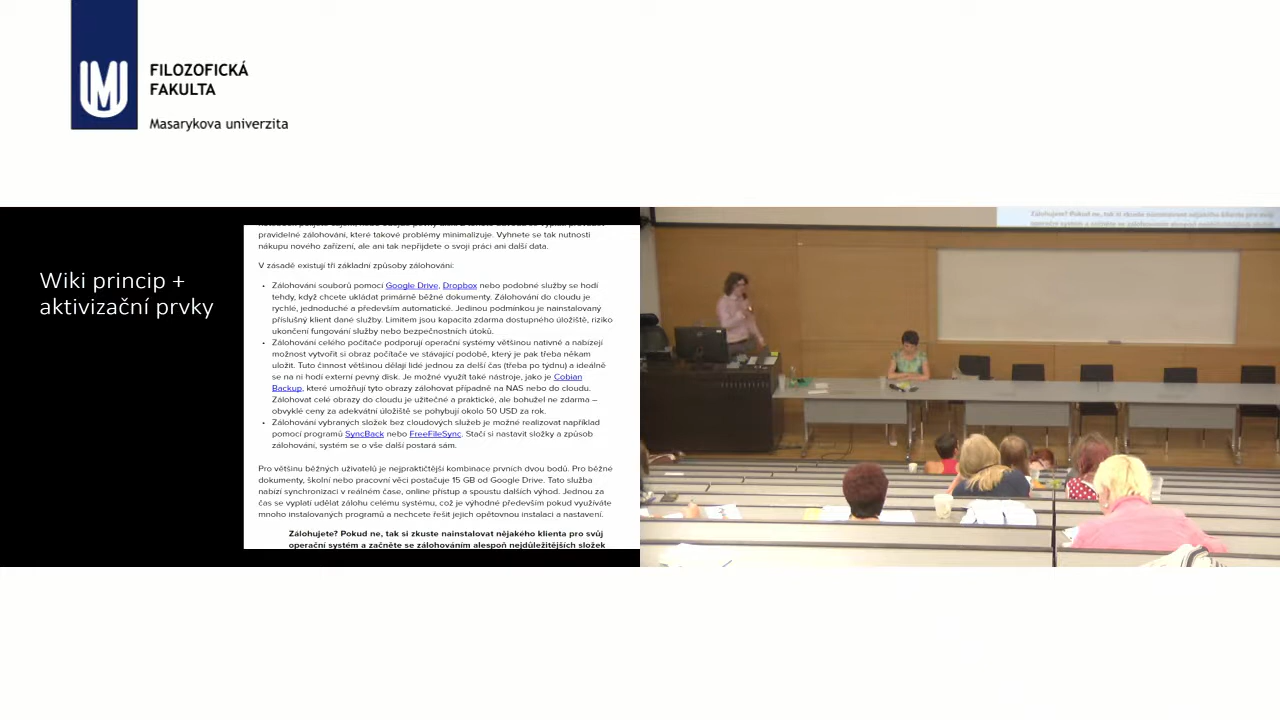 FILOZOFICKÁ
FAKULTA
Masarykova univerzita
Wiki princip +
aktivizační prvky
pravidelné zálohování, které takové problémy minimalizuje. Vyhnete se tak nutnosti
nákupu nového zařízení, ale ani tak nepřijdete o svoji práci ani další data.
V zásadě existují tři základní způsoby zálohování:
• Zálohování souborů pomocí Google Drive, Dropbox nebo podobné služby se hodí
tehdy, když chcete ukládat primárně běžné dokumenty. Zálohování do cloudu je
rychlé, jednoduché a především automatické. Jedinou podmínkou je nainstalovaný
příslušný klient dané služby. Limitem jsou kapacita zdarma dostupného úložiště, riziko
ukončení fungování služby nebo bezpečnostních útoků.
• Zálohování celého počítače podporují operační systémy většinou nativně a nabízejí
možnost vytvořit si obraz počítače ve stávající podobě, který je pak třeba někam
uložit. Tuto činnost většinou dělají lidé jednou za delší čas (třeba po týdnu) a ideálně
se na ni hodí externí pevný disk. Je možné využít také nástroje, jako je Cobian
Backup, které umožňují tyto obrazy zálohovat případně na NAS nebo do cloudu.
Zálohovat celé obrazy do cloudu je užitečné a praktické, ale bohužel ne zdarma –
obvyklé ceny za adekvátní úložiště se pohybují okolo 50 USD za rok.
• Zálohování vybraných složek bez cloudových služeb je možné realizovat například
pomocí programů SyncBack nebo FreeFileSync. Stačí si nastavit složky a způsob
zálohování, systém se o vše další postará sám.
Pro většinu běžných uživatelů je nejpraktičtější kombinace prvních dvou bodů. Pro běžné
dokumenty, školní nebo pracovní věci postačuje 15 GB od Google Drive. Tato služba
nabízí synchronizaci v reálném čase, online přístup a spoustu dalších výhod. Jednou za
čas se vyplatí udělat zálohu celému systému, což je výhodné především pokud využíváte
mnoho instalovaných programů a nechcete řešit jejich opětovnou instalaci a nastavení.
Zálohujete? Pokud ne, tak si zkuste nainstalovat nějakého klienta pro svůj
operační systém a začněte se zálohováním alespoň nejdůležitějších složek
Zálohujete? Pokud ne, tak si zkuste nainstalovat nějakého klienta pro svůj